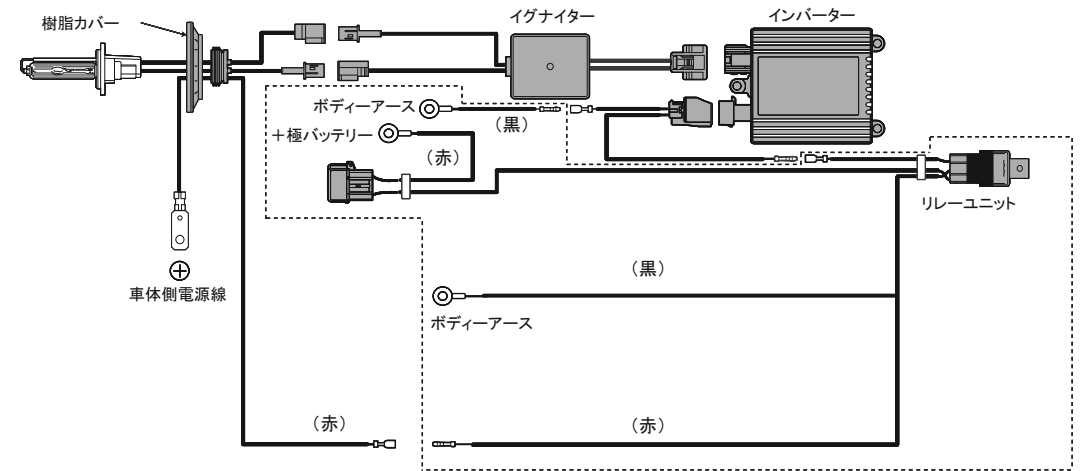 樹脂カバー
イグナイター
インバーター
ボディーアース
（黒）
＋極バッテリー
（赤）
リレーユニット
車体側電源線
（黒）
ボディーアース
（赤）
（赤）